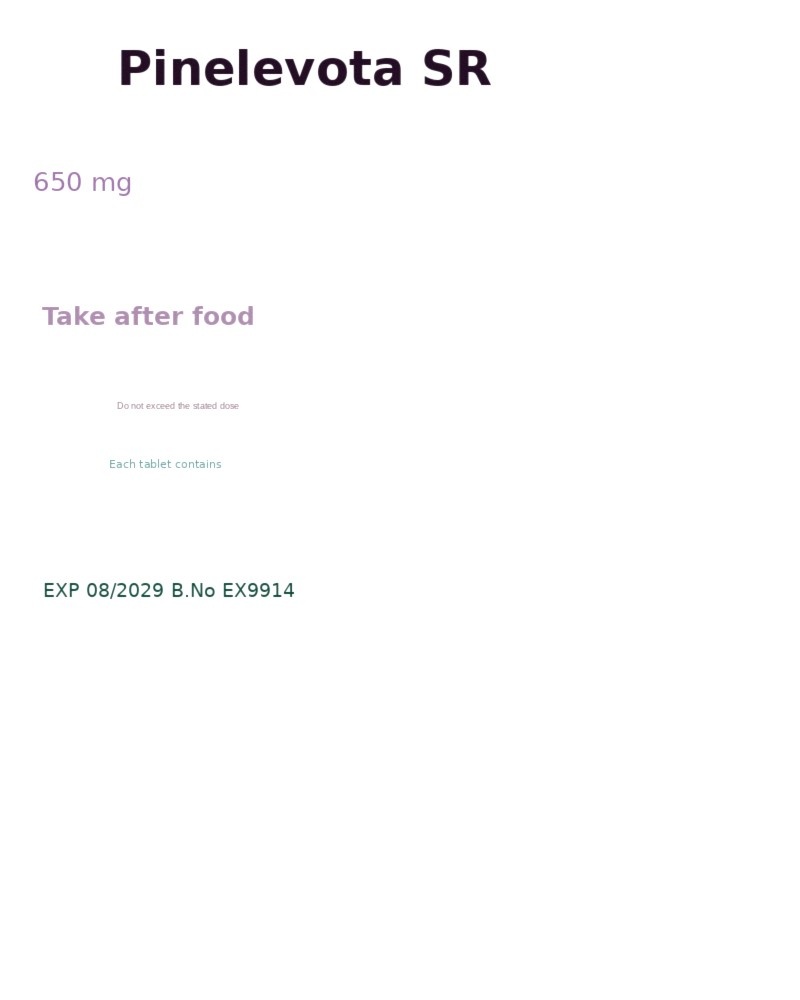 Pinelevota SR
650 mg
Take after food
Do not exceed the stated dose
Each tablet contains
EXP 08/2029 B.No EX9914